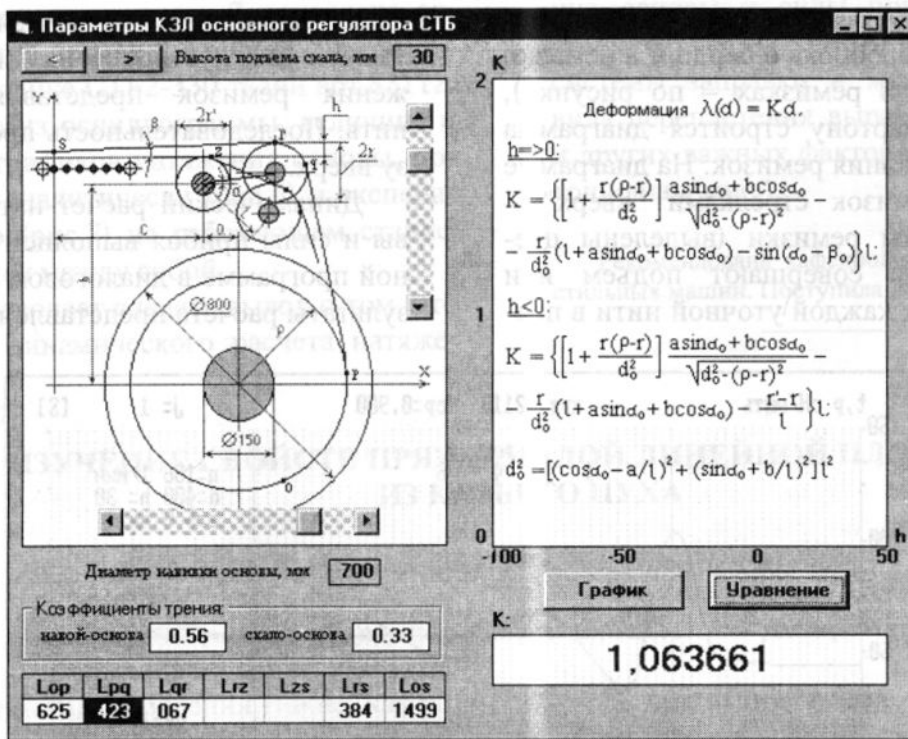 Параметры КЗЛ основного регулятора СТБ
< > Высота подъема скала, мм 30
Y
h
2r
β
s
z
2r
α
c
Ø800
ρ
X
Ø150
Диаметр навивки основы, мм 700
Коэффициенты трения:
навой-основа 0.56 скало-основа 0.33
Lop Lpq Lqr Lrz Lzs Lrs Los
625 423 067 384 1499
K
2
1
0
h
-100 -50 0 50
Деформация λ(α) = Kα
h=>0:
K = {[1 + r(ρ-r)/d₀²] (asinα₀ + bcosα₀)/√(d₀²-(ρ-r)²) −
− r/d₀²(l + asinα₀ + bcosα₀) − sin(α₀-β₀)}l:
h<0:
K = {[1 + r(ρ-r)/d₀²] (asinα₀ + bcosα₀)/√(d₀²-(ρ-r)²) −
− r/d₀²(l + asinα₀ + bcosα₀) − (r'-r)/l}l:
d₀² =[(cosα₀-a/l)² + (sinα₀ + b/l)²]l²
График Уравнение
K:
1,063661